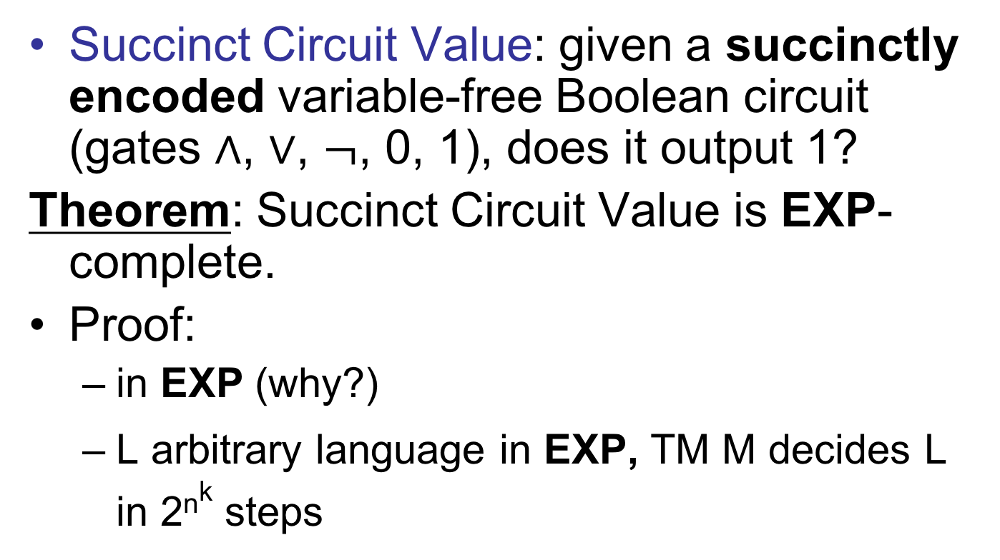 • Succinct Circuit Value: given a succinctly
encoded variable-free Boolean circuit
(gates ∧, ∨, ¬, 0, 1), does it output 1?
Theorem: Succinct Circuit Value is EXP-
complete.
• Proof:
– in EXP (why?)
– L arbitrary language in EXP, TM M decides L
in 2^{n^k} steps